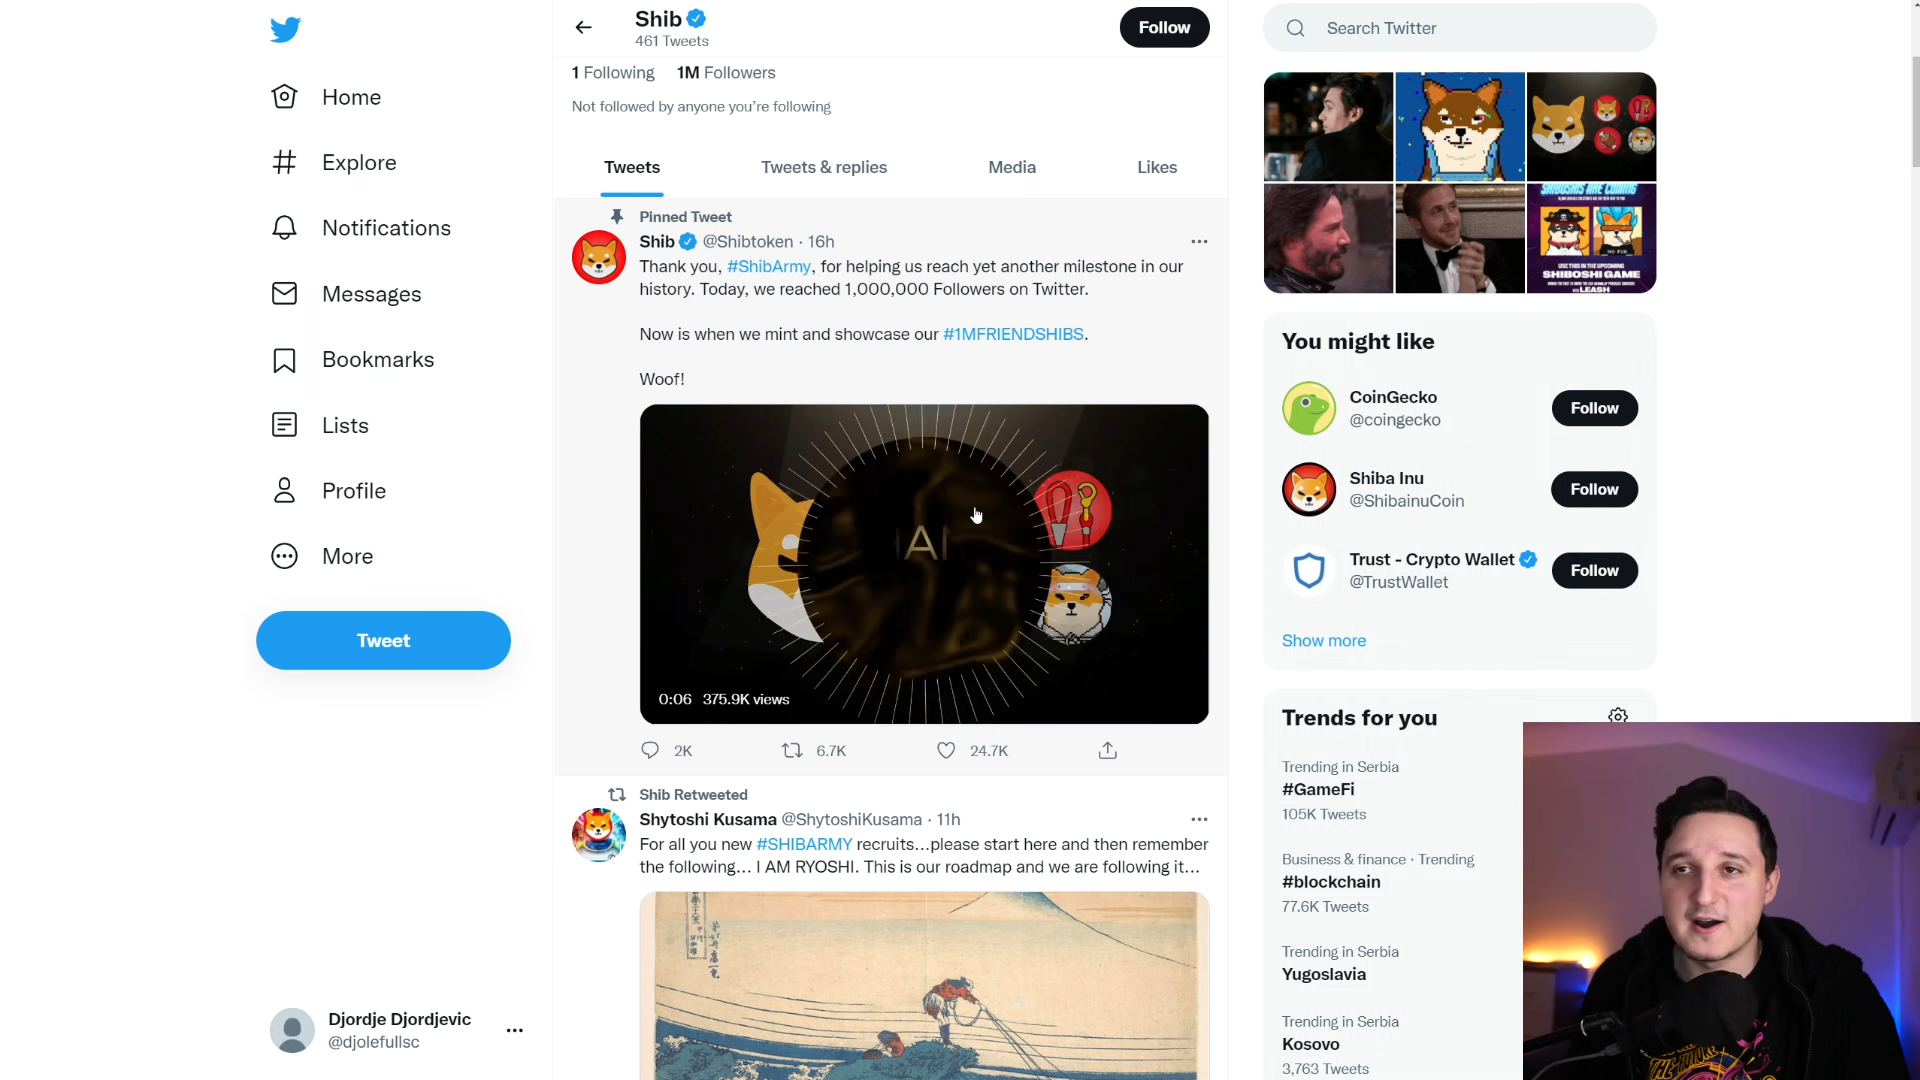 Home
Explore
Notifications
Messages
Bookmarks
Lists
Profile
More
Tweet
Djordje Djordjevic
@djolefullsc
Shib
461 Tweets
Follow
1 Following 1M Followers
Not followed by anyone you're following
Tweets Tweets & replies Media Likes
Pinned Tweet
Shib @Shibtoken · 16h
Thank you, #ShibArmy, for helping us reach yet another milestone in our
history. Today, we reached 1,000,000 Followers on Twitter.
Now is when we mint and showcase our #1MFRIENDSHIBS.
Woof!
0:06 375.9K views
2K 6.7K 24.7K
Shib Retweeted
Shytoshi Kusama @ShytoshiKusama · 11h
For all you new #SHIBARMY recruits...please start here and then remember
the following... I AM RYOSHI. This is our roadmap and we are following it...
Search Twitter
SHIBOSHIS ARE COMING
USE THIS IN THE UPCOMING
SHIBOSHI GAME
LEASH
You might like
CoinGecko
@coingecko
Follow
Shiba Inu
@ShibainuCoin
Follow
Trust - Crypto Wallet
@TrustWallet
Follow
Show more
Trends for you
Trending in Serbia
#GameFi
105K Tweets
Business & finance · Trending
#blockchain
77.6K Tweets
Trending in Serbia
Yugoslavia
Trending in Serbia
Kosovo
3,763 Tweets